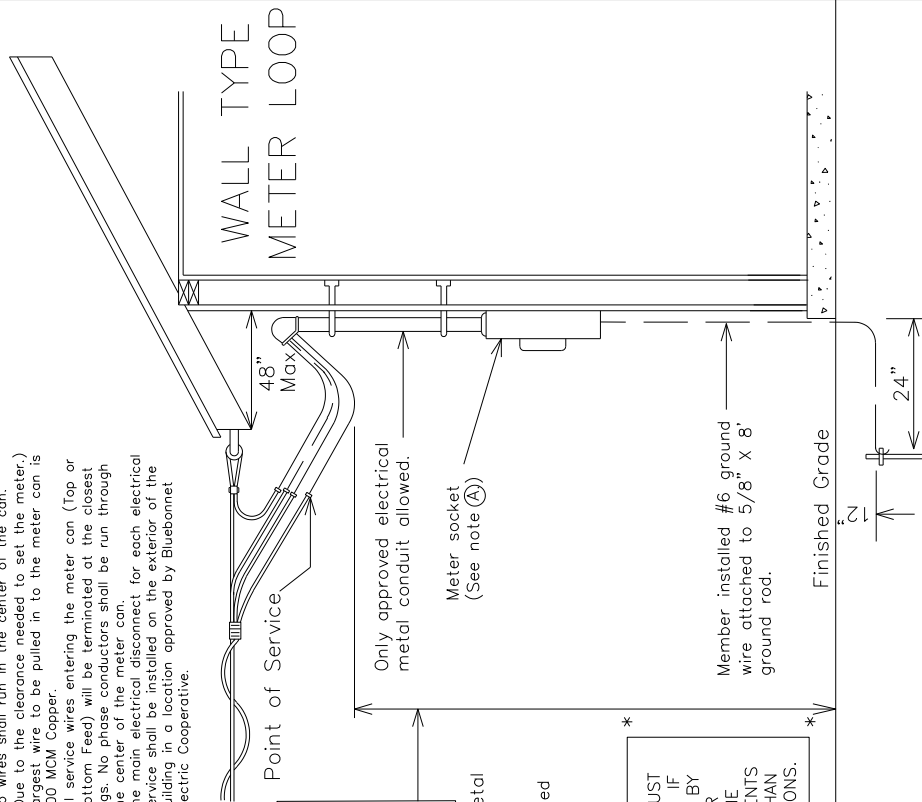 WALL TYPE
METER LOOP
wires shall run in the center of the can.
Due to the clearance needed to set the meter.)
argest wire to be pulled in to the meter can is
00 MCM Copper.
l service wires entering the meter can (Top or
ottom Feed) will be terminated at the closest
gs. No phase conductors shall be run through
he center of the meter can.
he main electrical disconnect for each electrical
ervice shall be installed on the exterior of the
uilding in a location approved by Bluebonnet
ectric Cooperative.
48"
Max
Point of Service
Only approved electrical
metal conduit allowed.
Meter socket
(See note A)
Member installed #6 ground
wire attached to 5/8" x 8'
ground rod.
Finished Grade
24"
12"
*
*
etal
ed
UST
IF
BY
R
HE
ENTS
HAN
ONS.